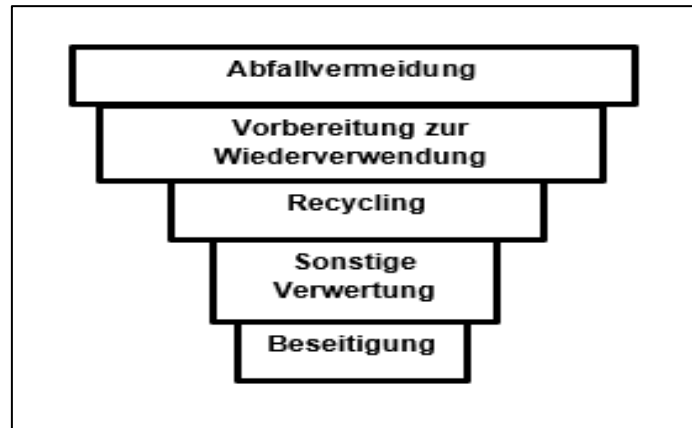 Abfallvermeidung
Vorbereitung zur
Wiederverwendung
Recycling
Sonstige
Verwertung
Beseitigung